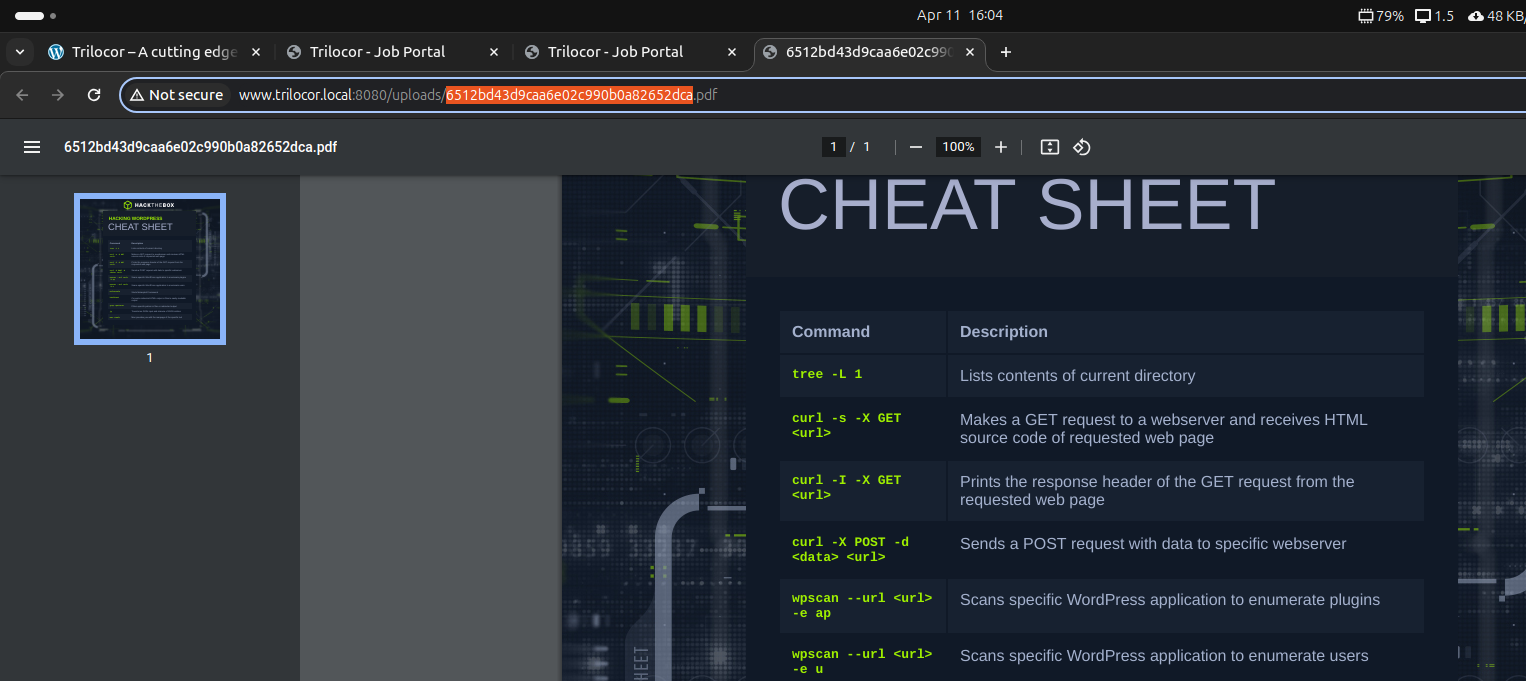 Apr 11 16:04
79% 1.5 48 KB/
Trilocor – A cutting edge
Trilocor - Job Portal
Trilocor - Job Portal
6512bd43d9caa6e02c990
Not secure www.trilocor.local:8080/uploads/6512bd43d9caa6e02c990b0a82652dca.pdf
6512bd43d9caa6e02c990b0a82652dca.pdf
1 / 1
100%
HACKTHEBOX
HACKING WORDPRESS
CHEAT SHEET
1
CHEAT SHEET
Command Description
tree -L 1 Lists contents of current directory
curl -s -X GET Makes a GET request to a webserver and receives HTML
<url> source code of requested web page
curl -I -X GET Prints the response header of the GET request from the
<url> requested web page
curl -X POST -d Sends a POST request with data to specific webserver
<data> <url>
wpscan --url <url> Scans specific WordPress application to enumerate plugins
-e ap
wpscan --url <url> Scans specific WordPress application to enumerate users
-e u
SHEET